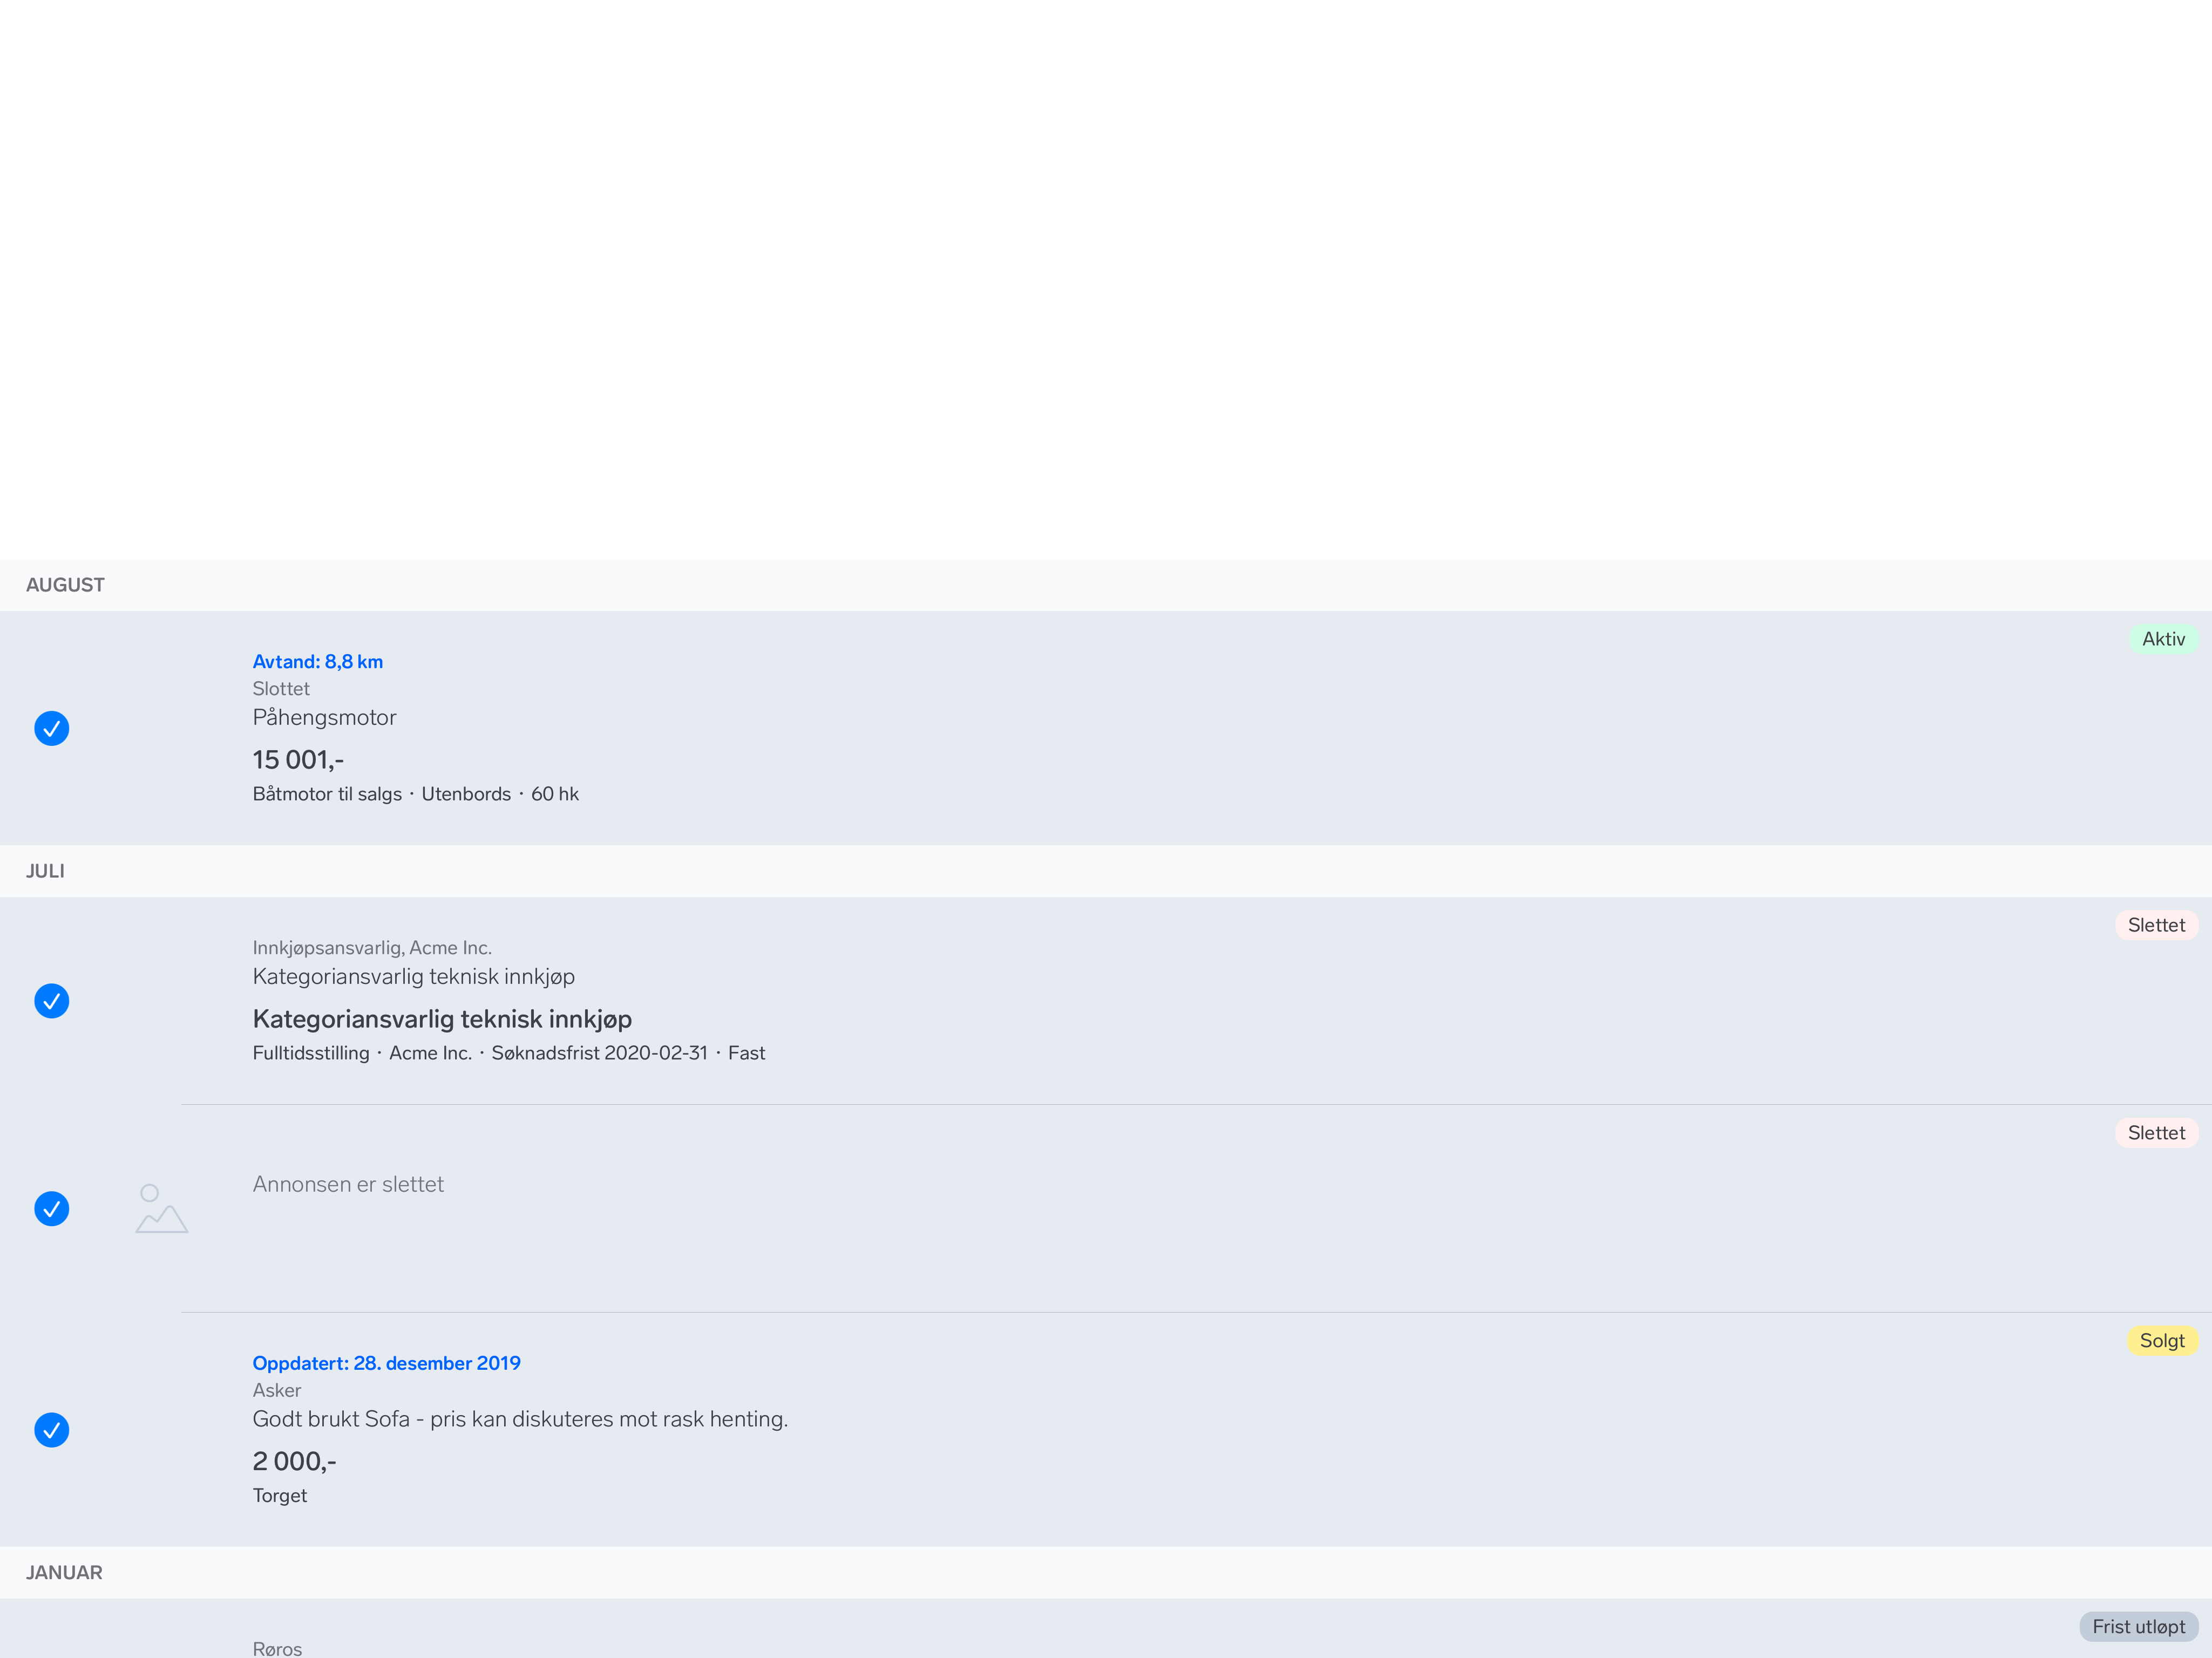 AUGUST
Aktiv
Avtand: 8,8 km
Slottet
Påhengsmotor
15 001,-
Båtmotor til salgs・Utenbords・60 hk
JULI
Slettet
Innkjøpsansvarlig, Acme Inc.
Kategoriansvarlig teknisk innkjøp
Kategoriansvarlig teknisk innkjøp
Fulltidsstilling・Acme Inc.・Søknadsfrist 2020-02-31・Fast
Slettet
Annonsen er slettet
Solgt
Oppdatert: 28. desember 2019
Asker
Godt brukt Sofa - pris kan diskuteres mot rask henting.
2 000,-
Torget
JANUAR
Frist utløpt
Røros